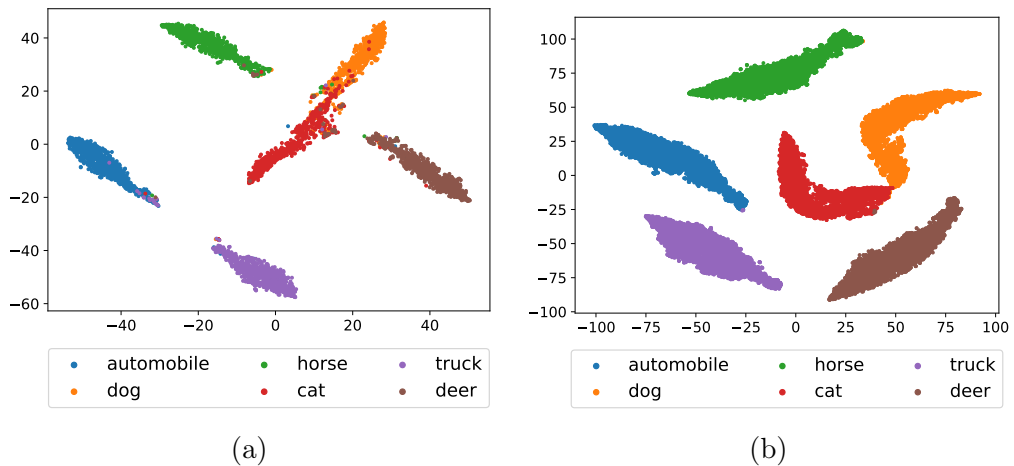 40
20
0
−20
−40
−60
−40 −20 0 20 40
automobile horse truck
dog cat deer
(a)
100
75
50
25
0
−25
−50
−75
−100
−100 −75 −50 −25 0 25 50 75 100
automobile horse truck
dog cat deer
(b)